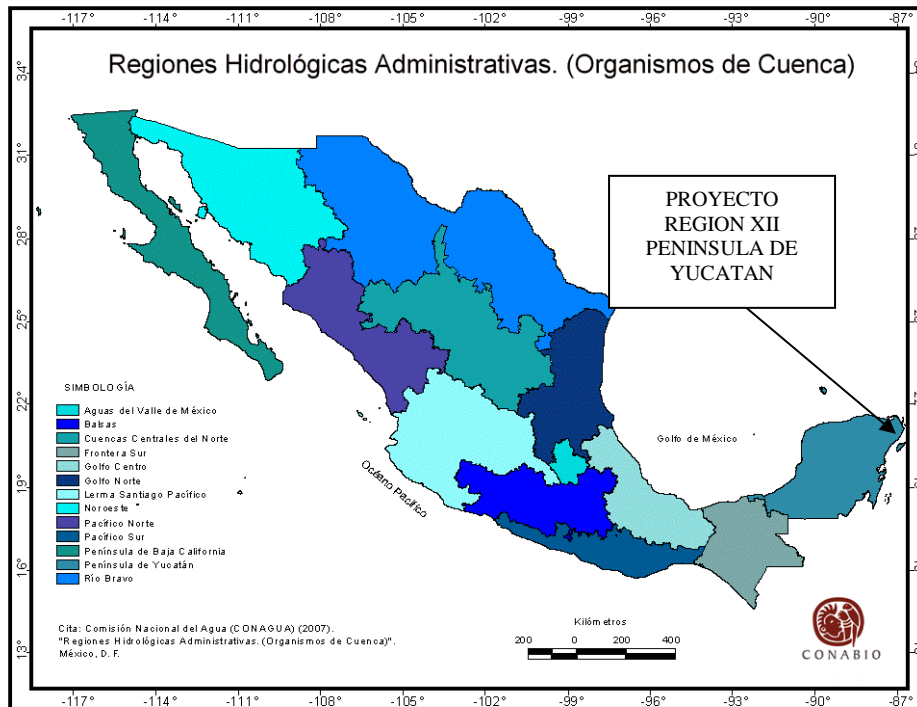 -117° -114° -111° -108° -105° -102° -99° -96° -93° -90° -87°
Regiones Hidrológicas Administrativas. (Organismos de Cuenca)
34°
31°
28°
25°
22°
19°
16°
13°
PROYECTO
REGION XII
PENINSULA DE
YUCATAN
SIMBOLOGÍA
Aguas del Valle de México
Balsas
Cuencas Centrales del Norte
Frontera Sur
Golfo Centro
Golfo Norte
Lerma Santiago Pacífico
Noroeste
Pacífico Norte
Pacífico Sur
Península de Baja California
Península de Yucatán
Río Bravo
Golfo de México
Océano Pacífico
Cita: Comisión Nacional del Agua (CONAGUA) (2007).
"Regiones Hidrológicas Administrativas. (Organismos de Cuenca)".
México, D. F.
Kilómetros
200 0 200 400
CONABIO
-117° -114° -111° -108° -105° -102° -99° -96° -93° -90° -87°